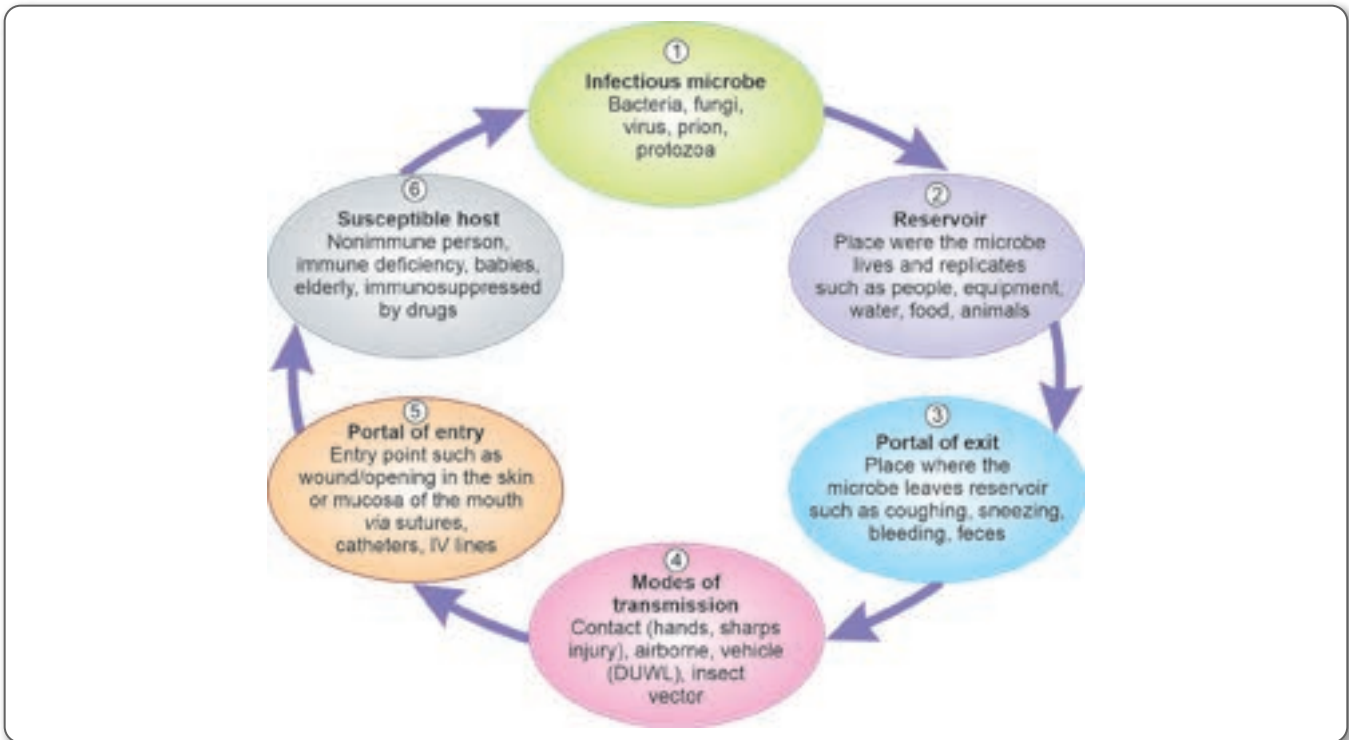 ①
Infectious microbe
Bacteria, fungi,
virus, prion,
protozoa
②
Reservoir
Place were the microbe
lives and replicates
such as people, equipment,
water, food, animals
③
Portal of exit
Place where the
microbe leaves reservoir
such as coughing, sneezing,
bleeding, feces
④
Modes of
transmission
Contact (hands, sharps
injury), airborne, vehicle
(DUWL), insect
vector
⑤
Portal of entry
Entry point such as
wound/opening in the skin
or mucosa of the mouth
via sutures,
catheters, IV lines
⑥
Susceptible host
Nonimmune person,
immune deficiency, babies,
elderly, immunosuppressed
by drugs